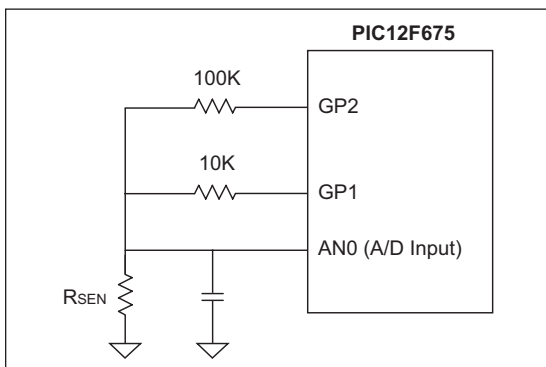 PIC12F675
100K
GP2
10K
GP1
AN0 (A/D Input)
RSEN